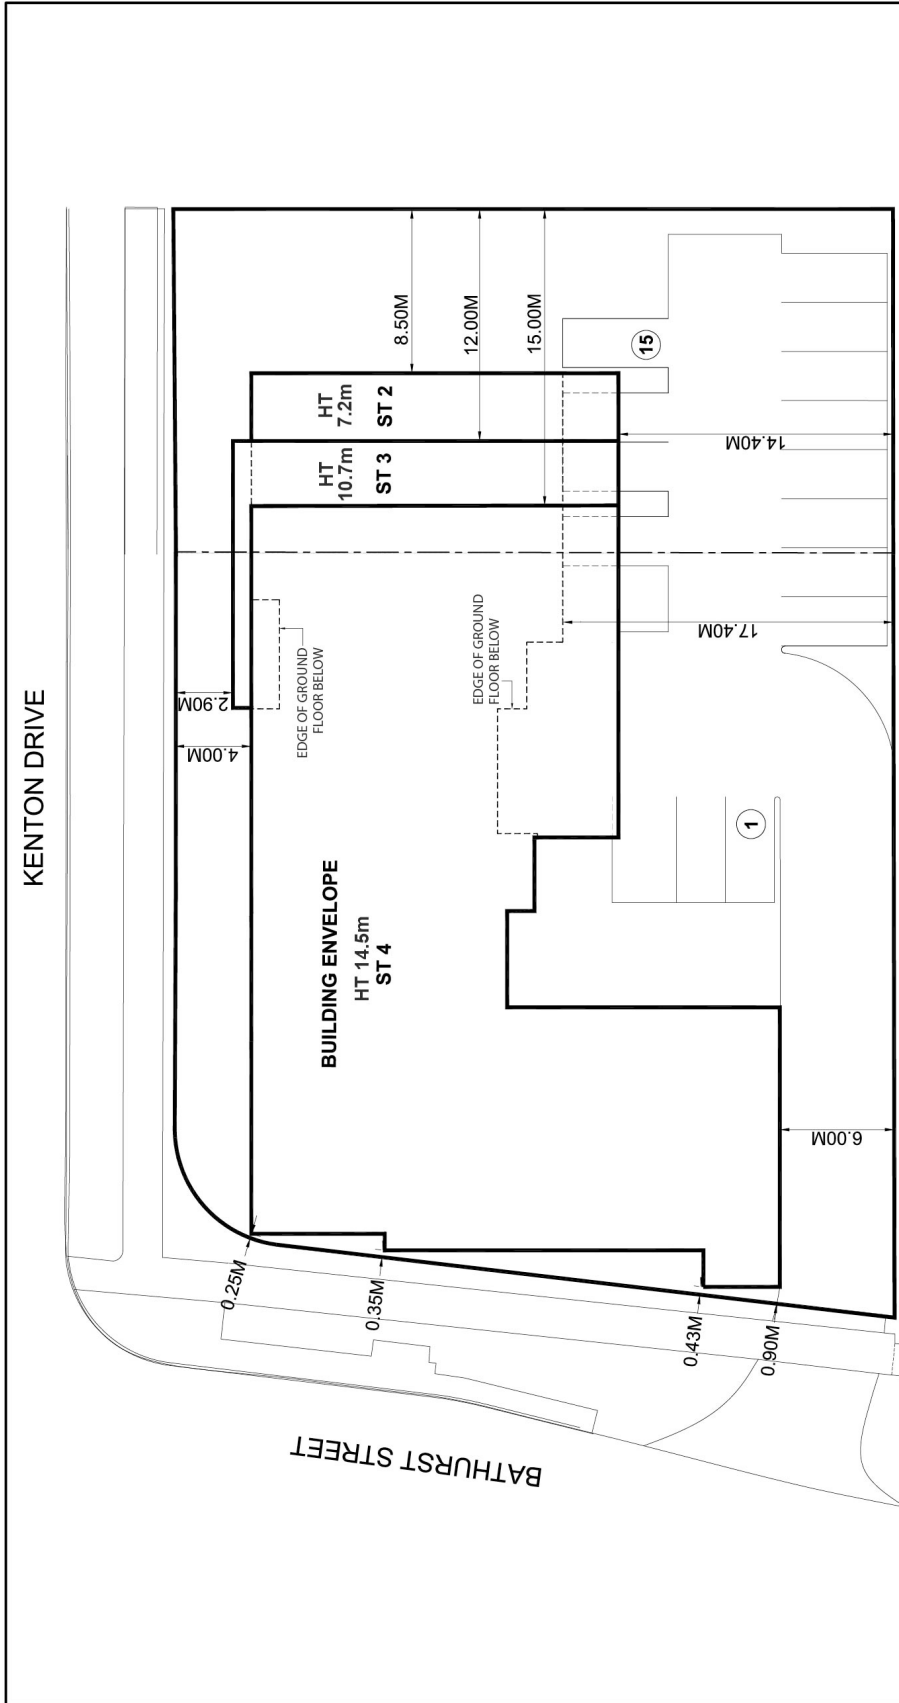 KENTON DRIVE
8.50M
12.00M
15.00M
HT
7.2m
ST 2
HT
10.7m
ST 3
15
14.40M
17.40M
2.90M
4.00M
EDGE OF GROUND
FLOOR BELOW
EDGE OF GROUND
FLOOR BELOW
1
BUILDING ENVELOPE
HT 14.5m
ST 4
6.00M
0.25M
0.35M
0.43M
0.90M
BATHURST STREET